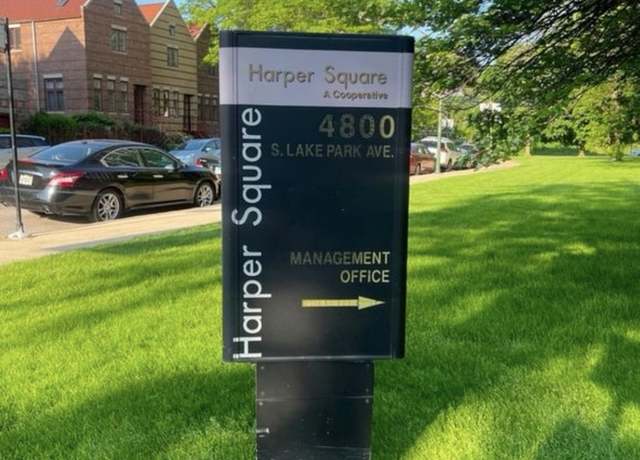 Harper Square
A Cooperative
4800
S. LAKE PARK AVE.
Harper Square
MANAGEMENT
OFFICE